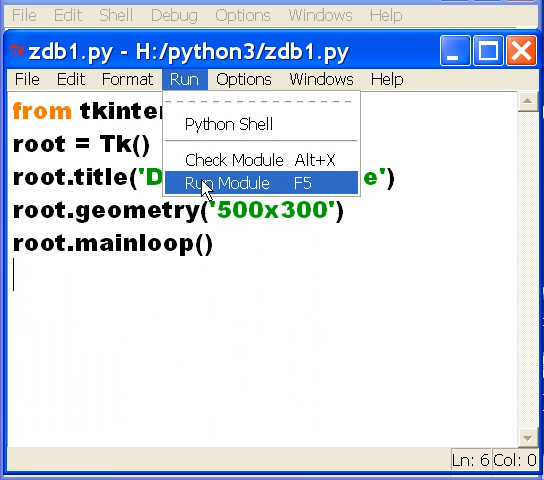 File Edit Shell Debug Options Windows Help
zdb1.py - H:/python3/zdb1.py
File Edit Format Run Options Windows Help
from tkinter
Python Shell
root = Tk()
Check Module Alt+X
root.title('D e')
Run Module F5
root.geometry('500x300')
root.mainloop()
Ln: 6 Col: 0